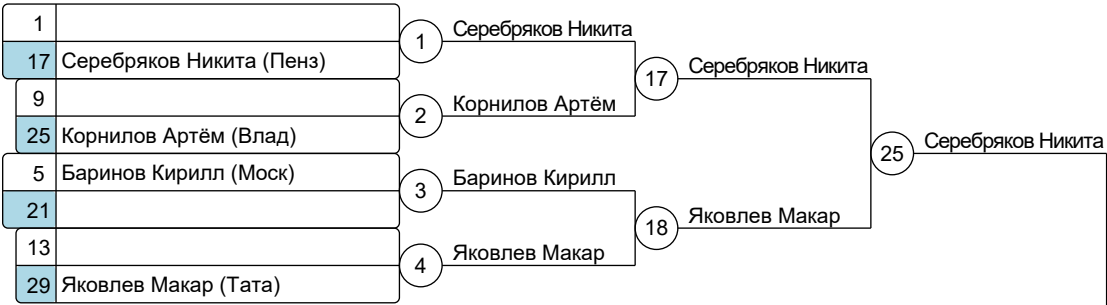 1
17 Серебряков Никита (Пенз)
9
25 Корнилов Артём (Влад)
5 Баринов Кирилл (Моск)
21
13
29 Яковлев Макар (Тата)
1 Серебряков Никита
2 Корнилов Артём
3 Баринов Кирилл
4 Яковлев Макар
17 Серебряков Никита
18 Яковлев Макар
25 Серебряков Никита